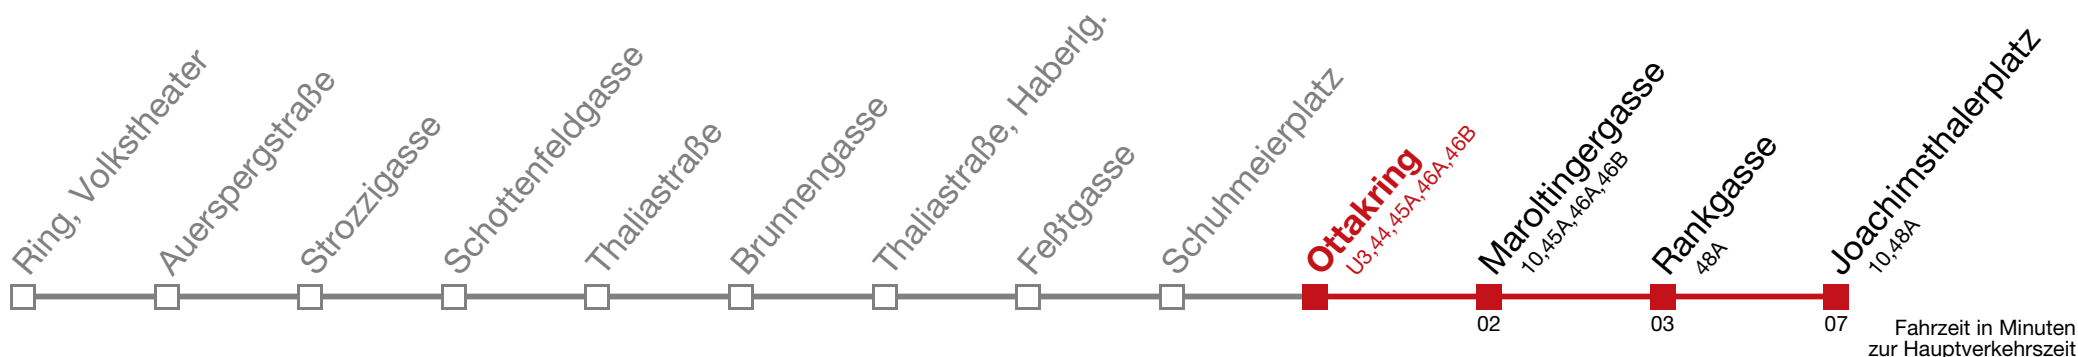 Ring, Volkstheater
Auerspergstraße
Strozzigasse
Schottenfeldgasse
Thaliastraße
Brunnengasse
Thaliastraße, Haberlg.
Feßtgasse
Schuhmeierplatz
Ottakring
U3,44,45A,46A,46B
Maroltingergasse
10,45A,46A,46B
Rankgasse
48A
Joachimsthalerplatz
10,48A
02
03
07
Fahrzeit in Minuten
zur Hauptverkehrszeit